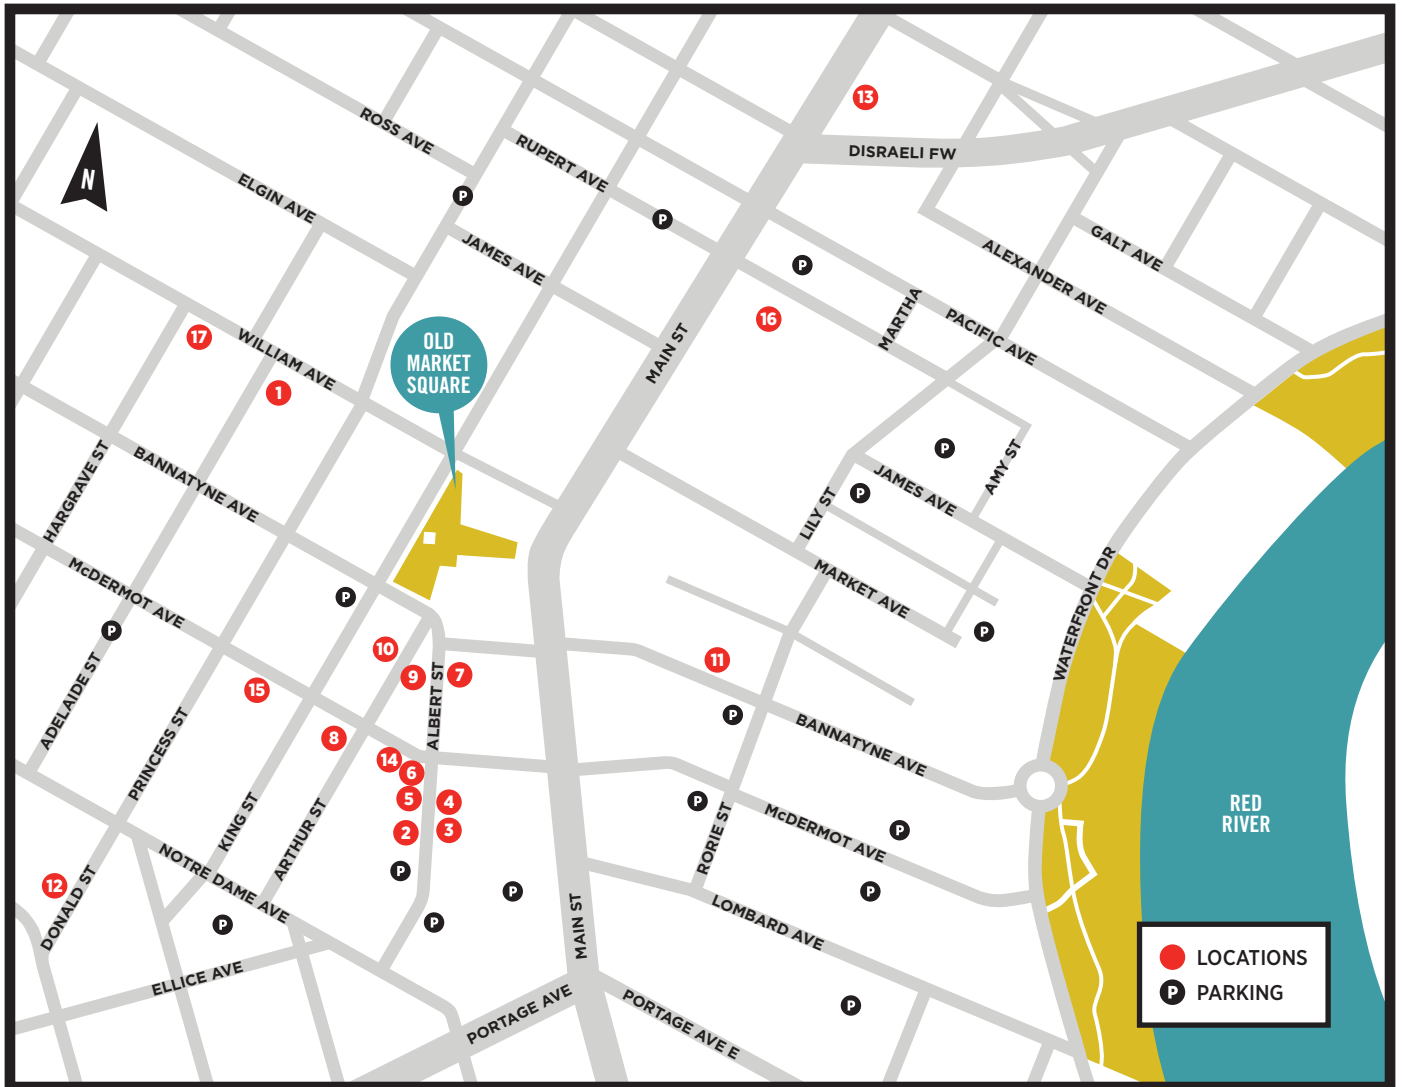 13
DISRAELI FW
ROSS AVE
RUPERT AVE
N
P
ELGIN AVE
P
JAMES AVE
GALT AVE
ALEXANDER AVE
P
MARTHA
16
PACIFIC AVE
17
WILLIAM AVE
OLD
MARKET
SQUARE
MAIN ST
1
HARGRAVE ST
BANNATYNE AVE
P
AMY ST
JAMES AVE
P
LILY ST
McDERMOT AVE
P
MARKET AVE
WATERFRONT DR
P
P
10
9
7
ALBERT ST
11
15
ADELAIDE ST
PRINCESS ST
8
P
BANNATYNE AVE
14
6
5
4
2
3
P
RORIE ST
McDERMOT AVE
P
RED
RIVER
KING ST
ARTHUR ST
NOTRE DAME AVE
12
DONALD ST
P
P
P
P
P
MAIN ST
LOMBARD AVE
ELLICE AVE
PORTAGE AVE
PORTAGE AVE E
P
LOCATIONS
P PARKING